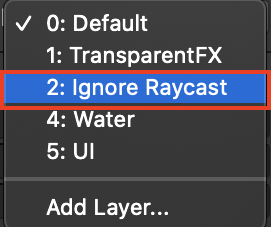 ✓ 0: Default
1: TransparentFX
2: Ignore Raycast
4: Water
5: UI
Add Layer...